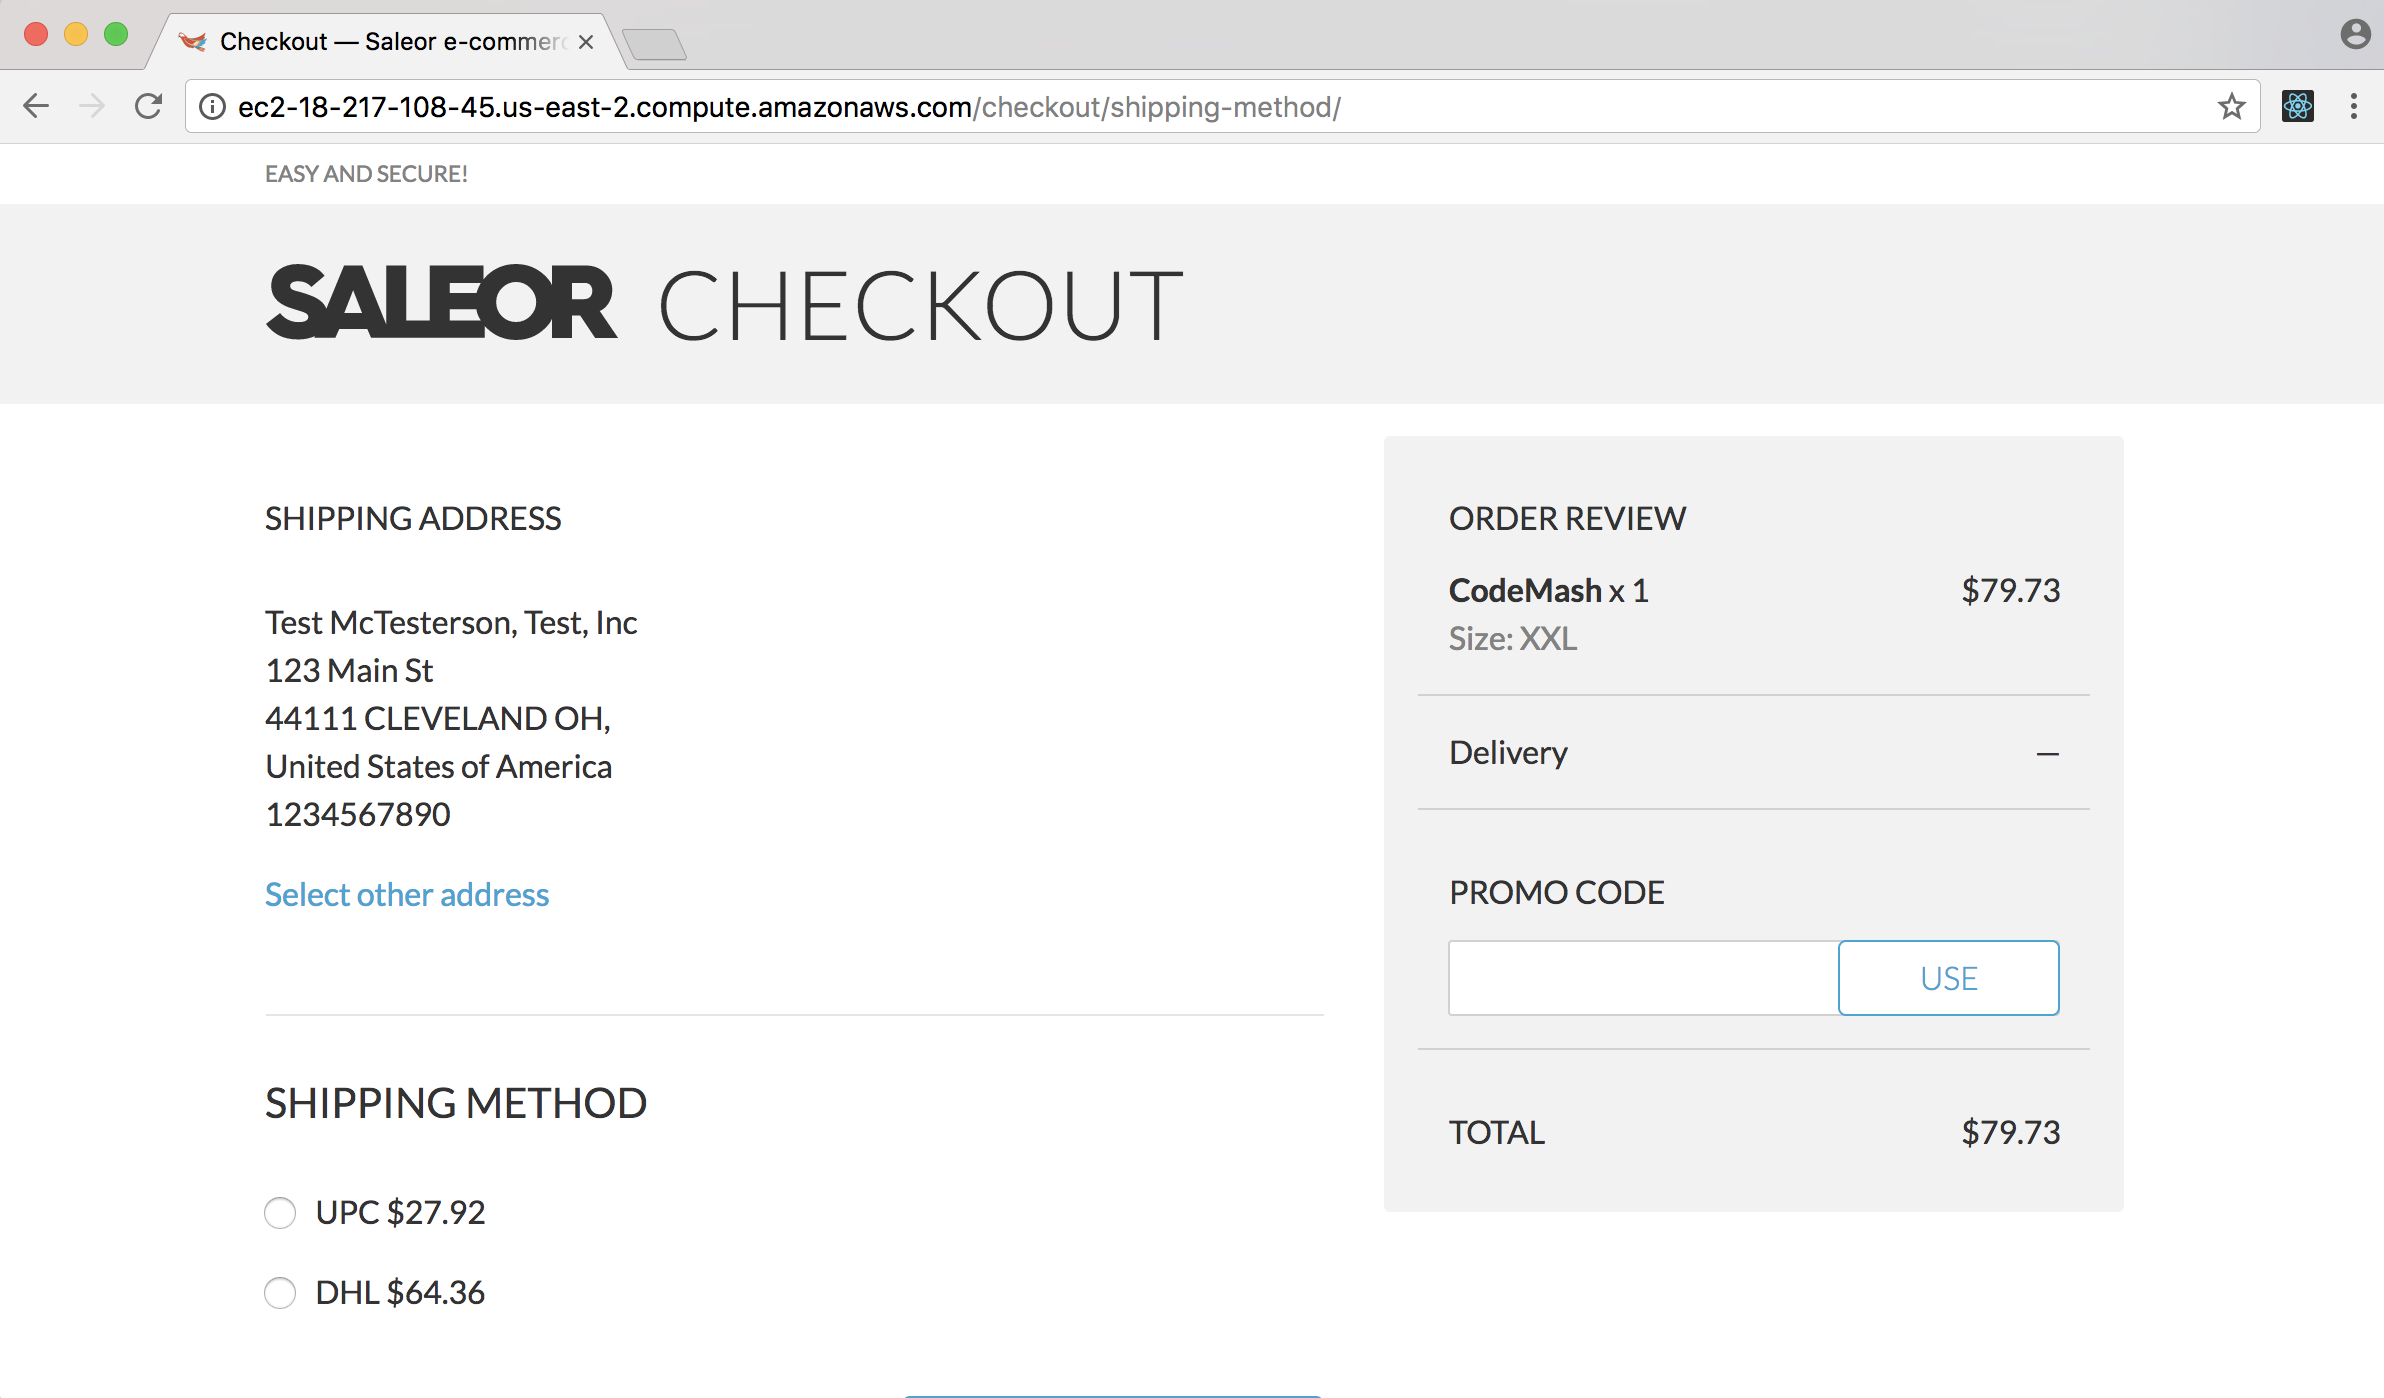 Checkout — Saleor e-commerc
ec2-18-217-108-45.us-east-2.compute.amazonaws.com/checkout/shipping-method/
EASY AND SECURE!
SALEOR CHECKOUT
SHIPPING ADDRESS
Test McTesterson, Test, Inc
123 Main St
44111 CLEVELAND OH,
United States of America
1234567890
Select other address
SHIPPING METHOD
UPC $27.92
DHL $64.36
ORDER REVIEW
CodeMash x 1 $79.73
Size: XXL
Delivery —
PROMO CODE
USE
TOTAL $79.73